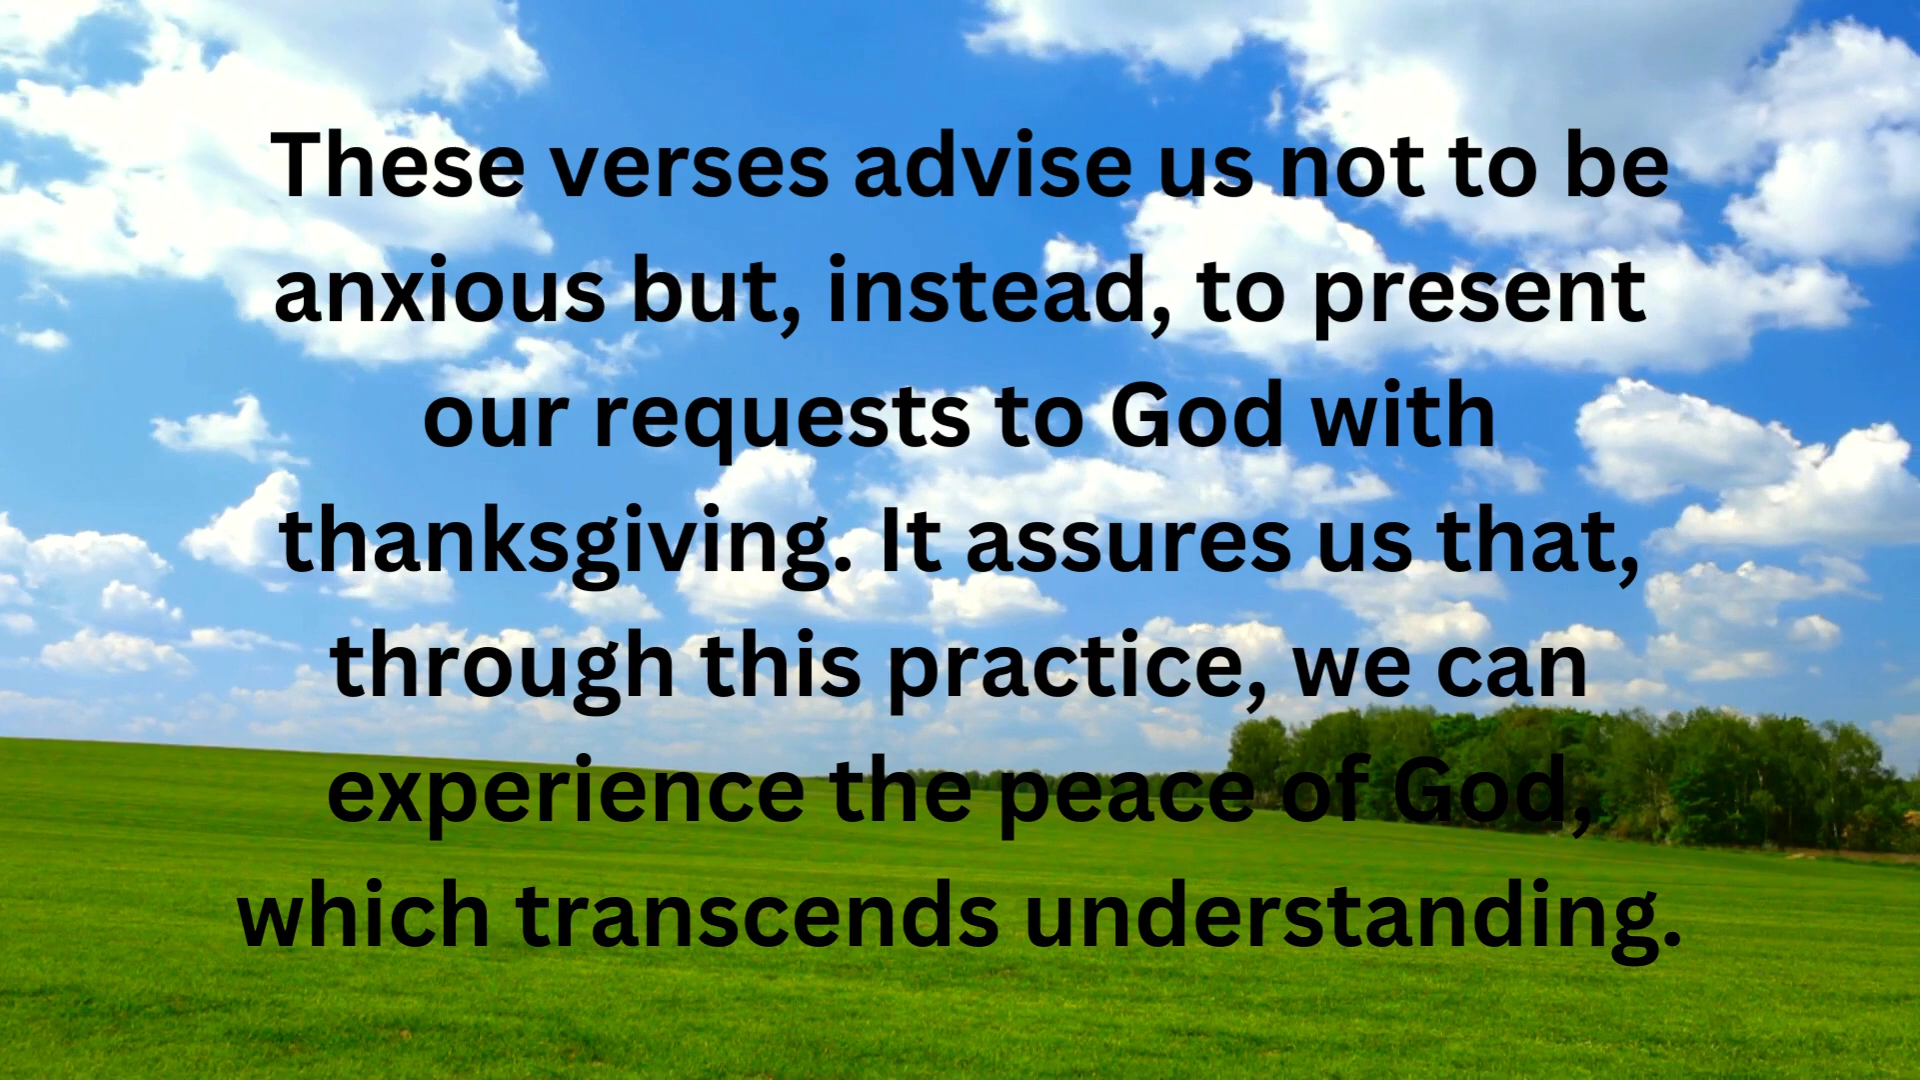 These verses advise us not to be
anxious but, instead, to present
our requests to God with
thanksgiving. It assures us that,
through this practice, we can
experience the peace of God,
which transcends understanding.